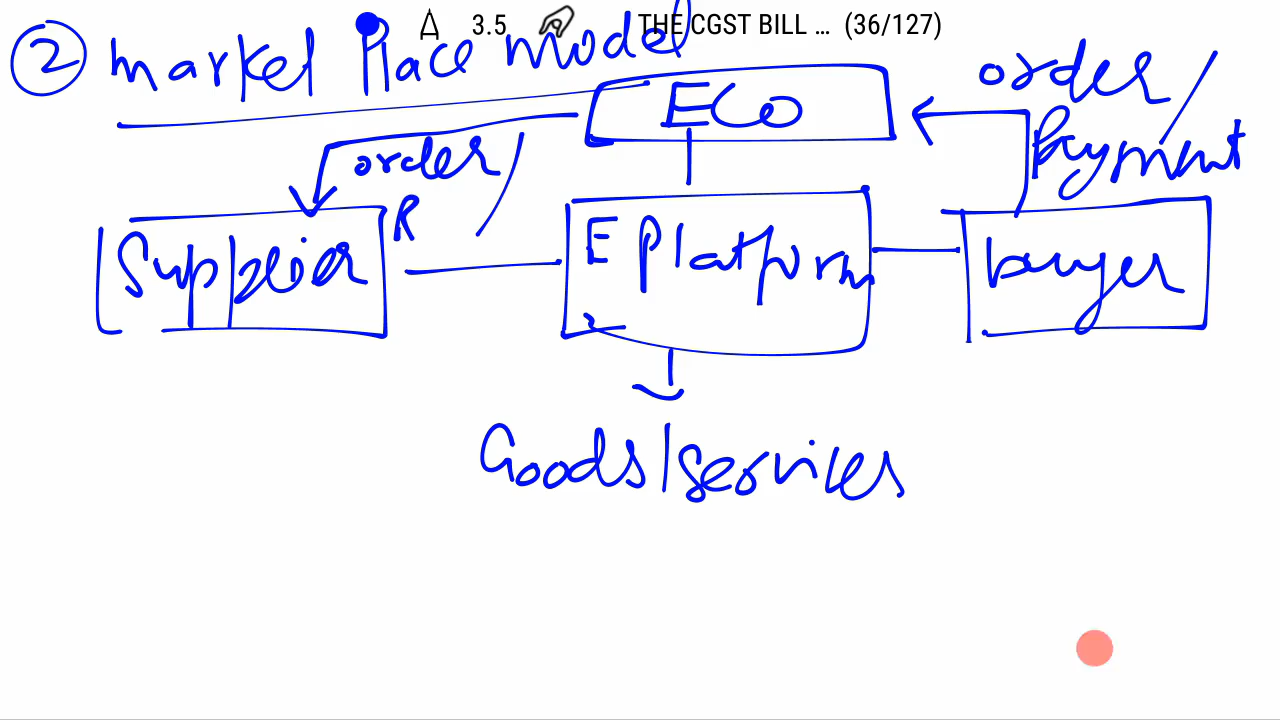 3.5 THE CGST BILL ... (36/127)
② market Place model
ECo
order/
Payment
order/
R
Supplier
E Platform
buyer
Goods/services